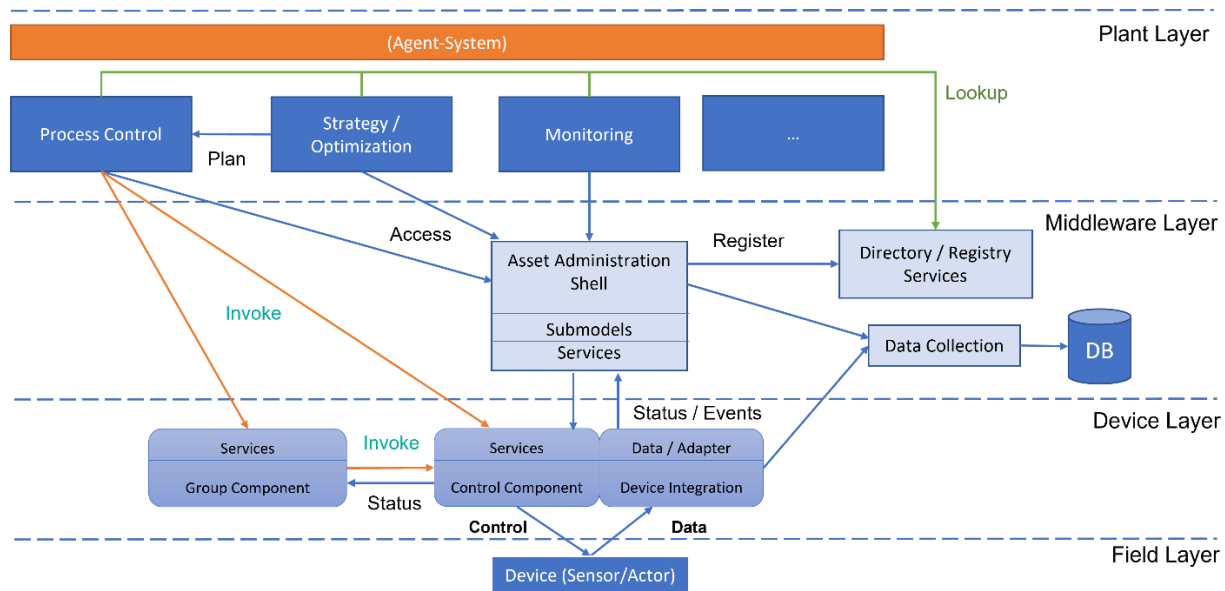 Plant Layer
(Agent-System)
Lookup
Process Control
Strategy /
Optimization
Monitoring
...
Plan
Middleware Layer
Access
Register
Asset Administration
Shell
Submodels
Services
Directory / Registry
Services
Invoke
Data Collection
DB
Status / Events
Device Layer
Services
Group Component
Invoke
Status
Services
Control Component
Data / Adapter
Device Integration
Control
Data
Field Layer
Device (Sensor/Actor)